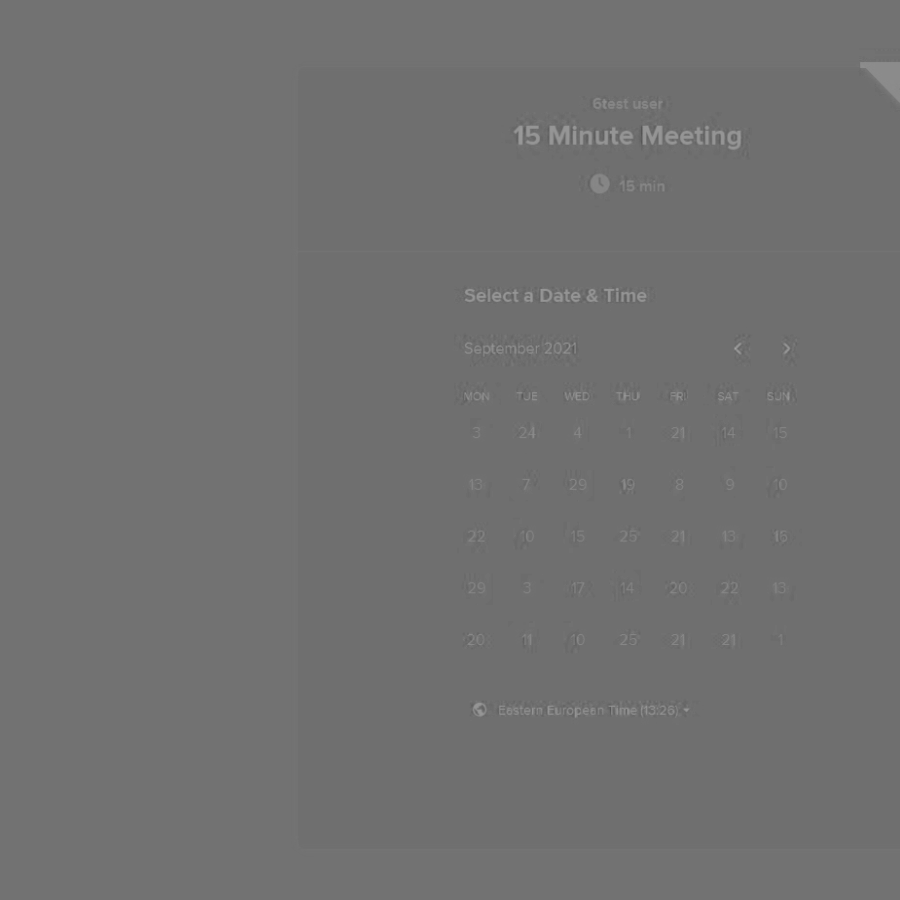 6test user
15 Minute Meeting
15 min
Select a Date & Time
September 2021
MON TUE WED THU FRI SAT SUN
3 24 4 1 21 14 15
13 7 29 19 8 9 10
22 10 15 25 21 13 15
29 3 17 14 20 22 13
20 11 10 25 21 21 1
Eastern European Time (13:26)